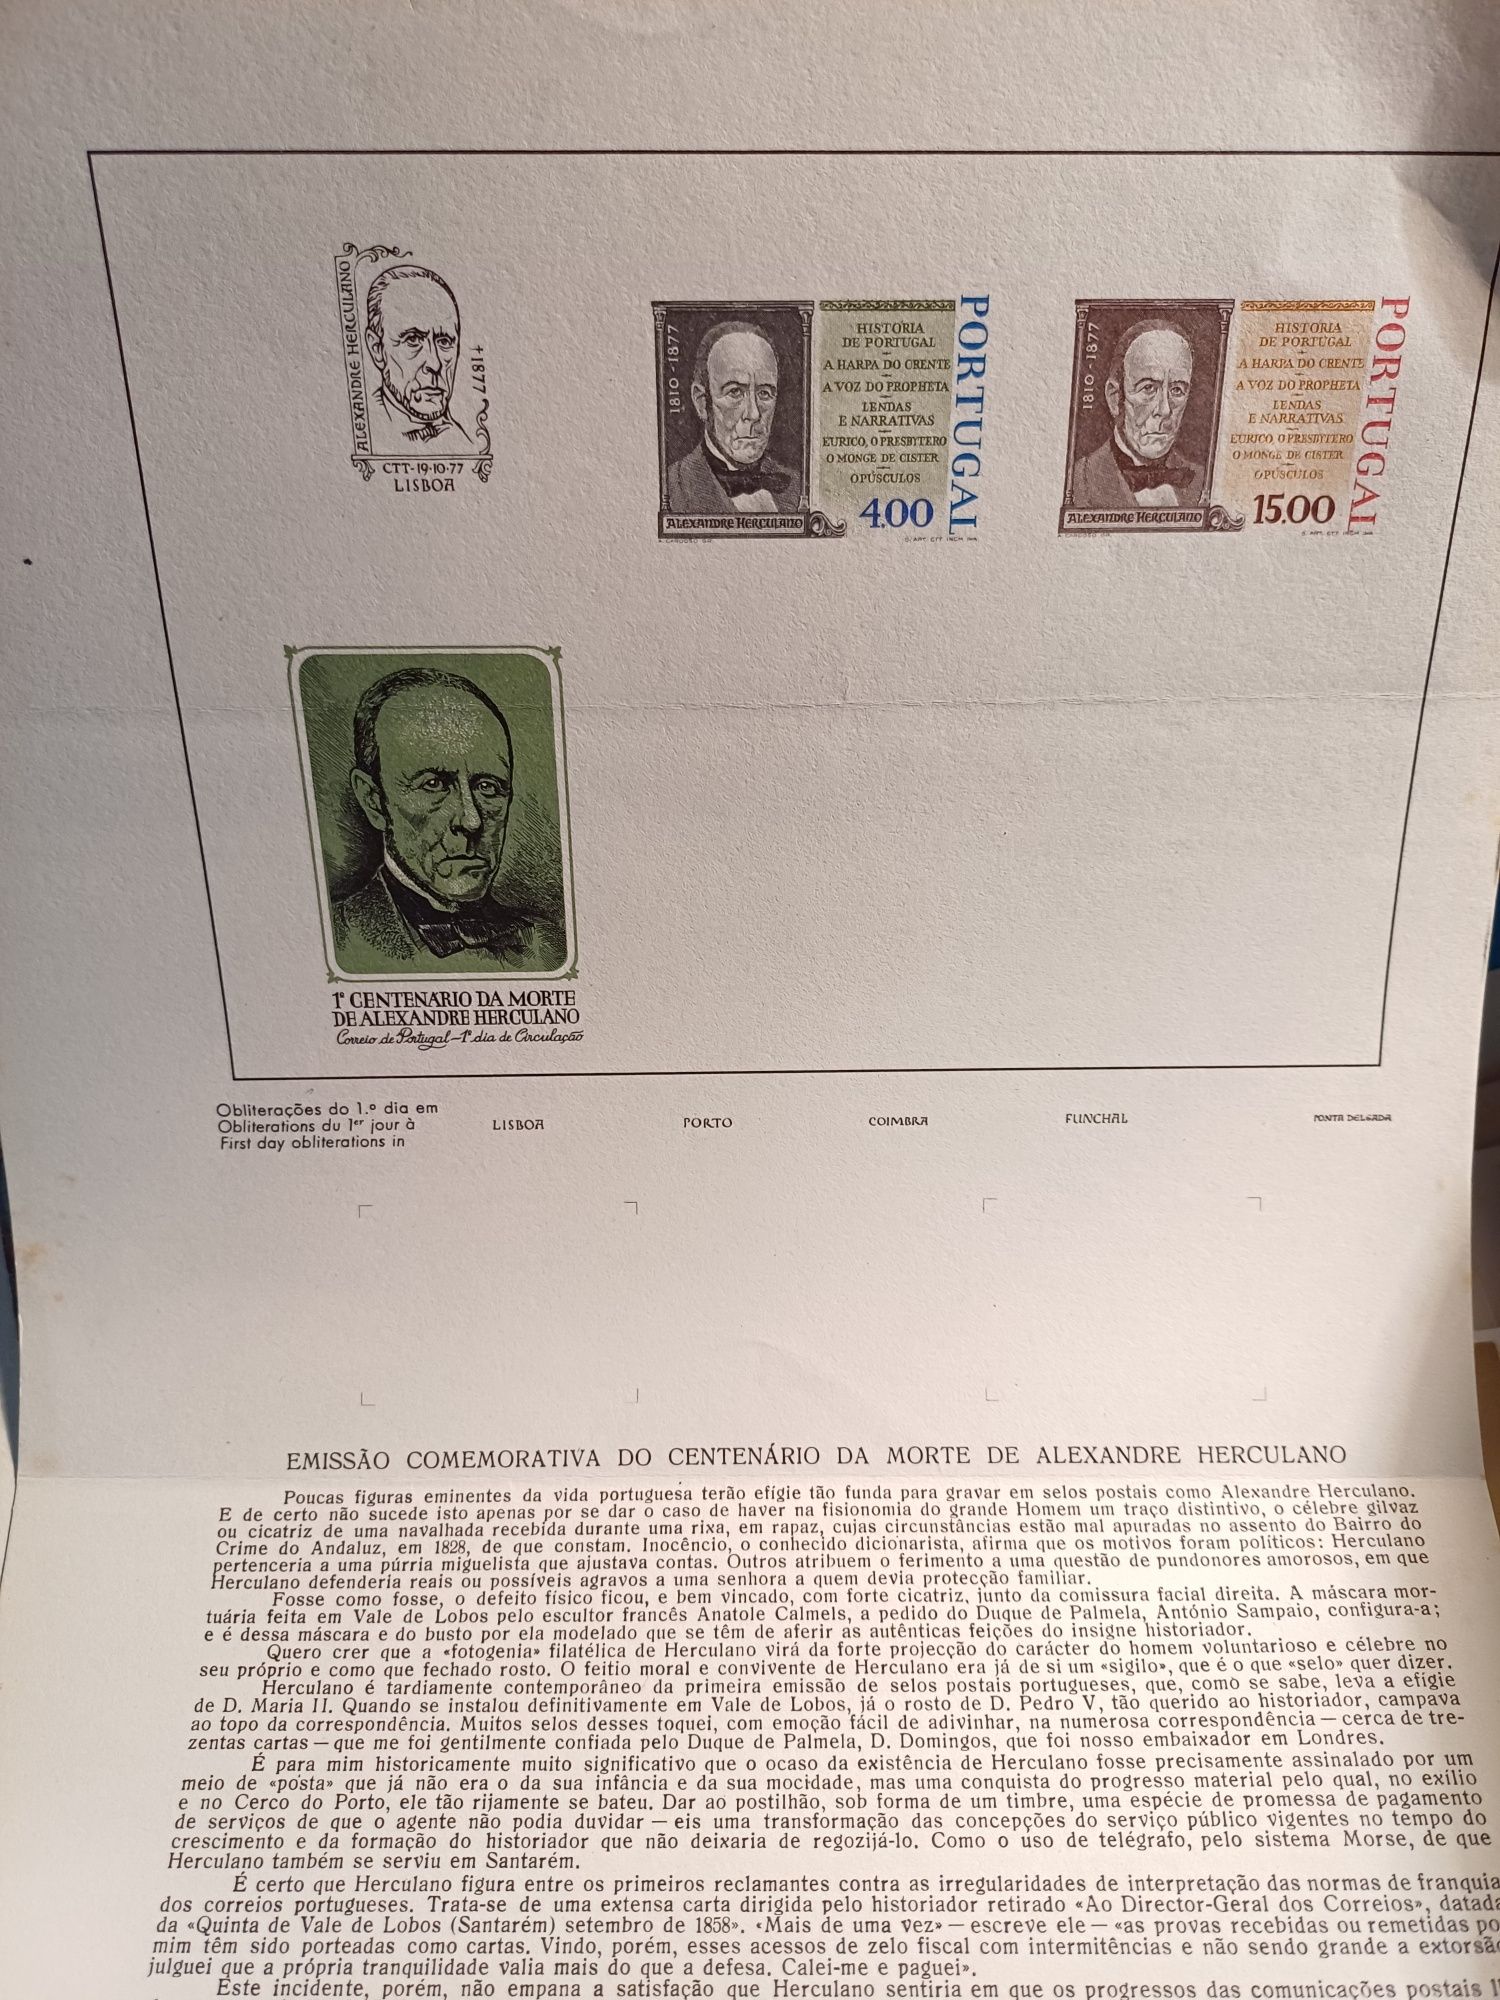 ALEXANDRE HERCULANO
+1877
CTT-19·10·77
LISBOA
1810-1877
HISTORIA
DE PORTUGAL
A HARPA DO CRENTE
A VOZ DO PROPHETA
LENDAS
E NARRATIVAS
EURICO, O PRESBYTERO
O MONGE DE CISTER
OPÚSCULOS
4.00
PORTUGAL
ALEXANDRE HERCULANO
A. CARDOSO GR.
S. ART. CTT INCM
1810-1877
HISTORIA
DE PORTUGAL
A HARPA DO CRENTE
A VOZ DO PROPHETA
LENDAS
E NARRATIVAS
EURICO, O PRESBYTERO
O MONGE DE CISTER
OPÚSCULOS
15.00
PORTUGAL
ALEXANDRE HERCULANO
A. CARDOSO GR.
S. ART. CTT INCM
1º CENTENÁRIO DA MORTE
DE ALEXANDRE HERCULANO
Correio de Portugal–1º dia de Circulação
Obliterações do 1.º dia em
Obliterations du 1er jour à
First day obliterations in
LISBOA
PORTO
COIMBRA
FUNCHAL
PONTA DELGADA
EMISSÃO COMEMORATIVA DO CENTENÁRIO DA MORTE DE ALEXANDRE HERCULANO
Poucas figuras eminentes da vida portuguesa terão efígie tão funda para gravar em selos postais como Alexandre Herculano.
E de certo não sucede isto apenas por se dar o caso de haver na fisionomia do grande Homem um traço distintivo, o célebre gilvaz
ou cicatriz de uma navalhada recebida durante uma rixa, em rapaz, cujas circunstâncias estão mal apuradas no assento do Bairro do
Crime do Andaluz, em 1828, de que constam. Inocêncio, o conhecido dicionarista, afirma que os motivos foram políticos: Herculano
pertenceria a uma púrria miguelista que ajustava contas. Outros atribuem o ferimento a uma questão de pundonores amorosos, em que
Herculano defenderia reais ou possíveis agravos a uma senhora a quem devia protecção familiar.
Fosse como fosse, o defeito físico ficou, e bem vincado, com forte cicatriz, junto da comissura facial direita. A máscara mor-
tuária feita em Vale de Lobos pelo escultor francês Anatole Calmels, a pedido do Duque de Palmela, António Sampaio, configura-a;
e é dessa máscara e do busto por ela modelado que se têm de aferir as autênticas feições do insigne historiador.
Quero crer que a «fotogenia» filatélica de Herculano virá da forte projecção do carácter do homem voluntarioso e célebre no
seu próprio e como que fechado rosto. O feitio moral e convivente de Herculano era já de si um «sigilo», que é o que «selo» quer dizer.
Herculano é tardiamente contemporâneo da primeira emissão de selos postais portugueses, que, como se sabe, leva a efígie
de D. Maria II. Quando se instalou definitivamente em Vale de Lobos, já o rosto de D. Pedro V, tão querido ao historiador, campava
ao topo da correspondência. Muitos selos desses toquei, com emoção fácil de adivinhar, na numerosa correspondência — cerca de tre-
zentas cartas — que me foi gentilmente confiada pelo Duque de Palmela, D. Domingos, que foi nosso embaixador em Londres.
É para mim historicamente muito significativo que o ocaso da existência de Herculano fosse precisamente assinalado por um
meio de «posta» que já não era o da sua infância e da sua mocidade, mas uma conquista do progresso material pelo qual, no exílio
e no Cerco do Porto, ele tão rijamente se bateu. Dar ao postilhão, sob forma de um timbre, uma espécie de promessa de pagamento
de serviços de que o agente não podia duvidar — eis uma transformação das concepções do serviço público vigentes no tempo do
crescimento e da formação do historiador que não deixaria de regozijá-lo. Como o uso de telégrafo, pelo sistema Morse, de que
Herculano também se serviu em Santarém.
É certo que Herculano figura entre os primeiros reclamantes contra as irregularidades de interpretação das normas de franquia
dos correios portugueses. Trata-se de uma extensa carta dirigida pelo historiador retirado «Ao Director-Geral dos Correios», datada
da «Quinta de Vale de Lobos (Santarém) setembro de 1858». «Mais de uma vez» — escreve ele — «as provas recebidas ou remetidas po
mim têm sido porteadas como cartas. Vindo, porém, esses acessos de zelo fiscal com intermitências e não sendo grande a extorsão
julguei que a própria tranquilidade valia mais do que a defesa. Calei-me e paguei».
Este incidente, porém, não empana a satisfação que Herculano sentiria em que os progressos das comunicações postais